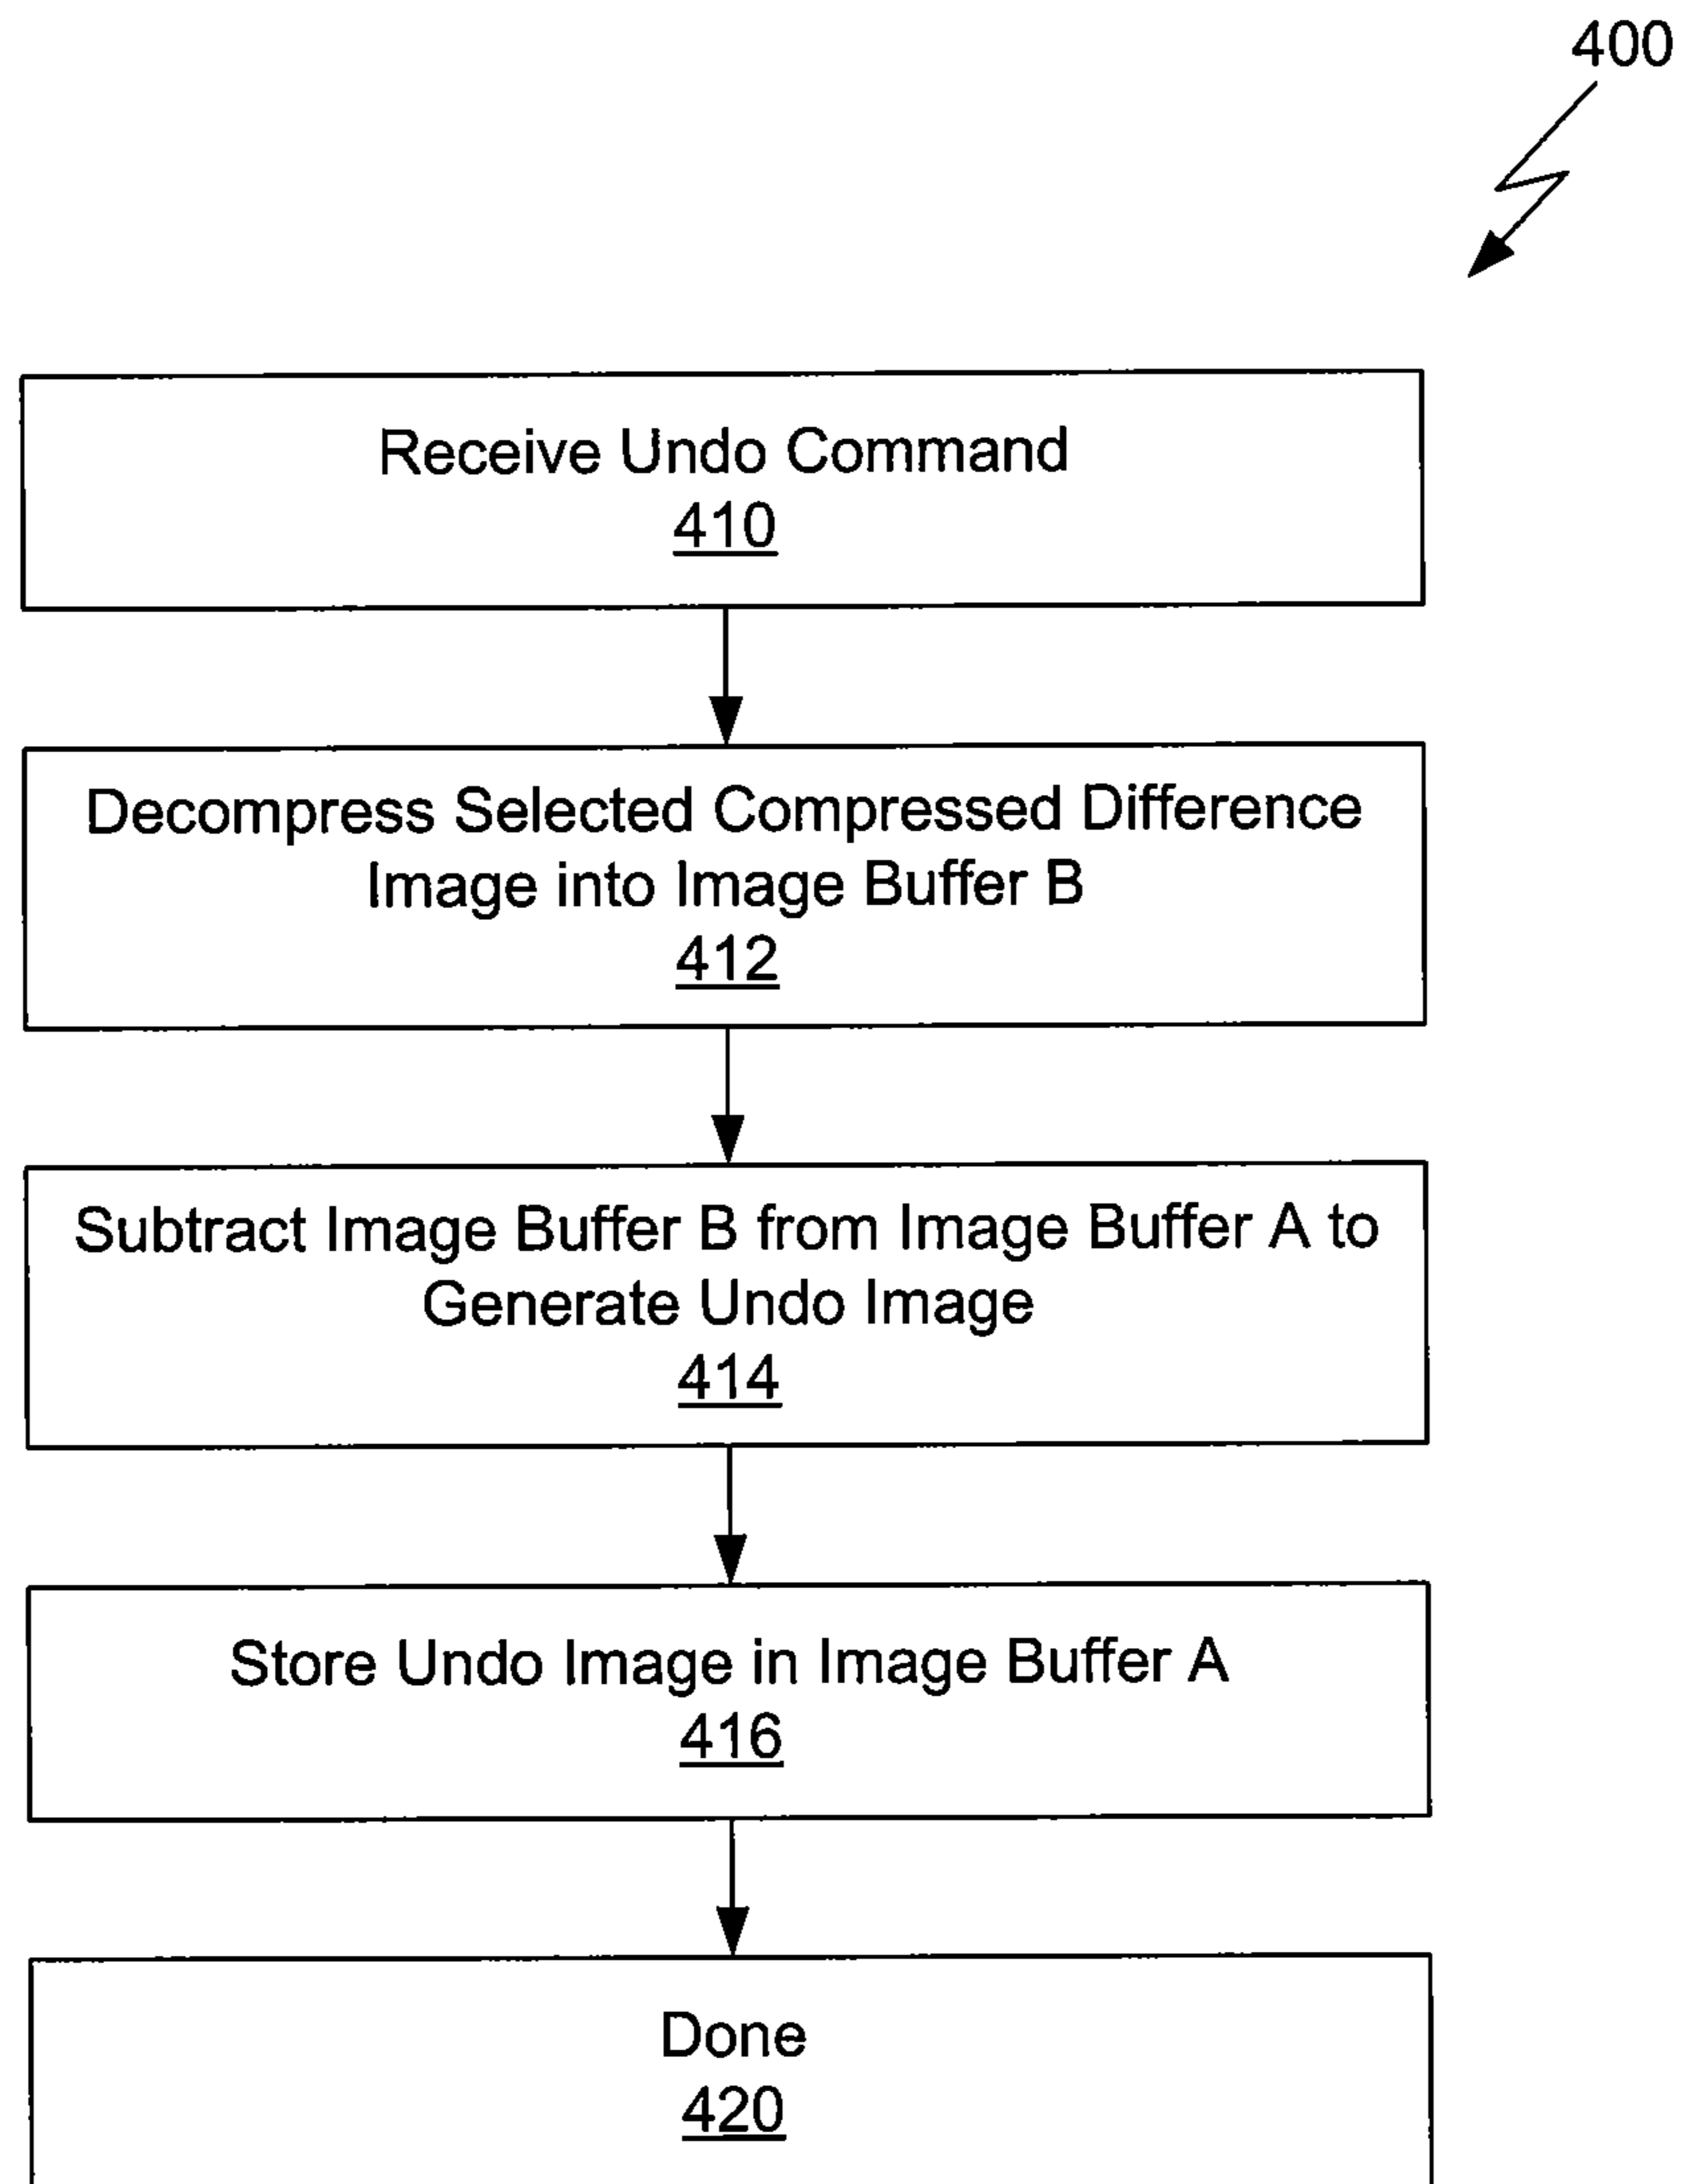 400
Receive Undo Command
410
Decompress Selected Compressed Difference
Image into Image Buffer B
412
Subtract Image Buffer B from Image Buffer A to
Generate Undo Image
414
Store Undo Image in Image Buffer A
416
Done
420